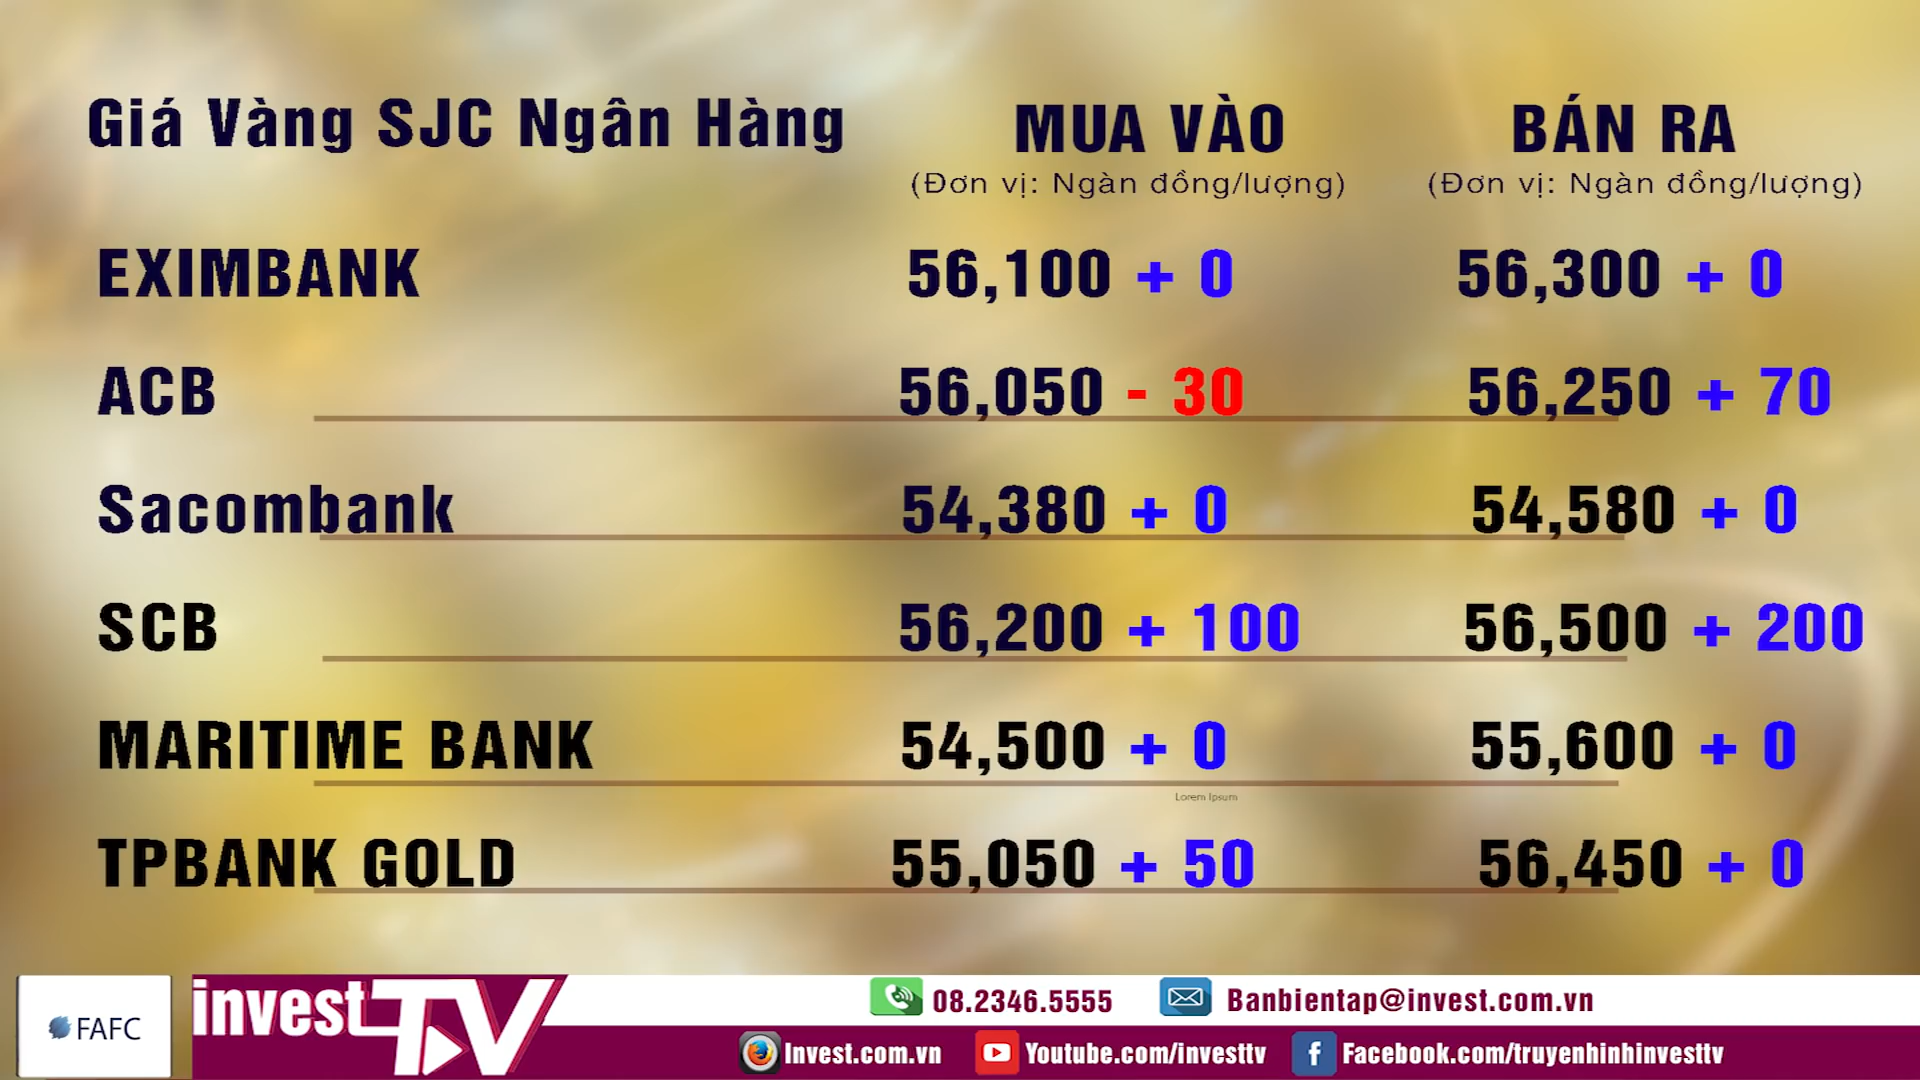 Giá Vàng SJC Ngân Hàng MUA VÀO BÁN RA
(Đơn vị: Ngàn đồng/lượng) (Đơn vị: Ngàn đồng/lượng)
EXIMBANK 56,100 + 0 56,300 + 0
ACB 56,050 - 30 56,250 + 70
Sacombank 54,380 + 0 54,580 + 0
SCB 56,200 + 100 56,500 + 200
MARITIME BANK 54,500 + 0 55,600 + 0
Lorem Ipsum
TPBANK GOLD 55,050 + 50 56,450 + 0
FAFC
invest TV
08.2346.5555 Banbientap@invest.com.vn
Invest.com.vn Youtube.com/investtv Facebook.com/truyenhinhinvesttv